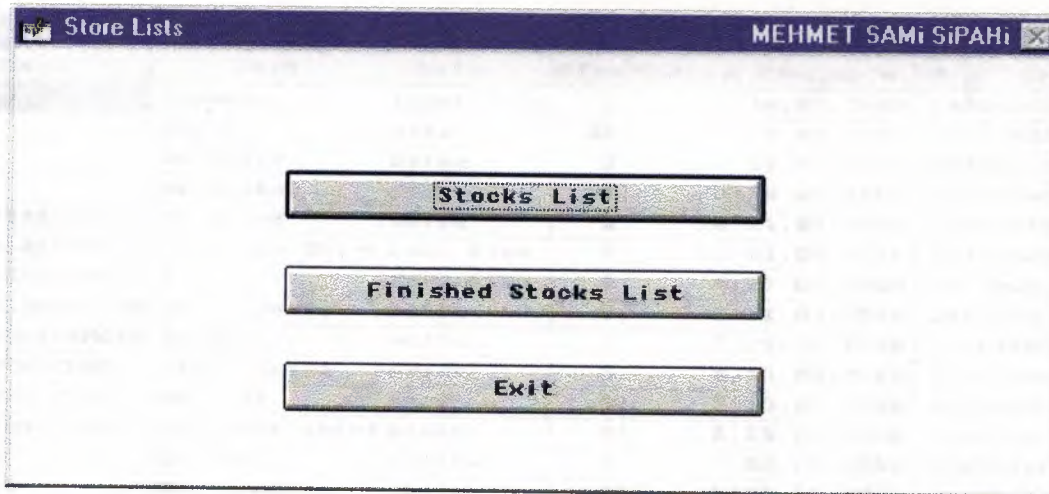 Store Lists
MEHMET SAMi SiPAHi
Stocks List
Finished Stocks List
Exit